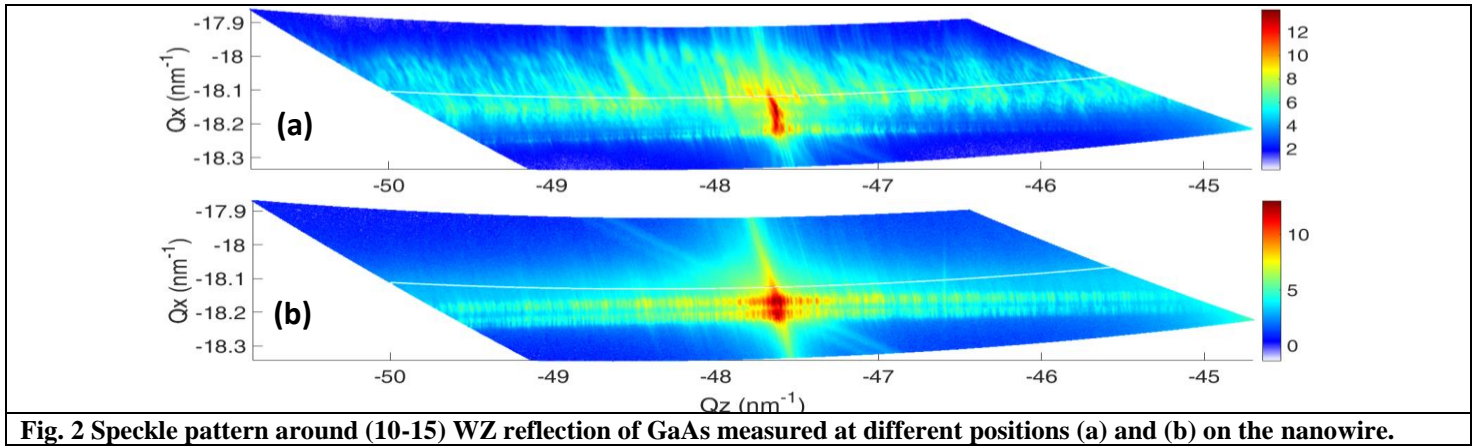 -17.9
-18
-18.1
-18.2
-18.3
Qx (nm-1)
(a)
12
10
8
6
4
2
-50 -49 -48 -47 -46 -45
-17.9
-18
-18.1
-18.2
-18.3
Qx (nm-1)
(b)
10
5
0
-50 -49 -48 -47 -46 -45
Qz (nm-1)
Fig. 2 Speckle pattern around (10-15) WZ reflection of GaAs measured at different positions (a) and (b) on the nanowire.